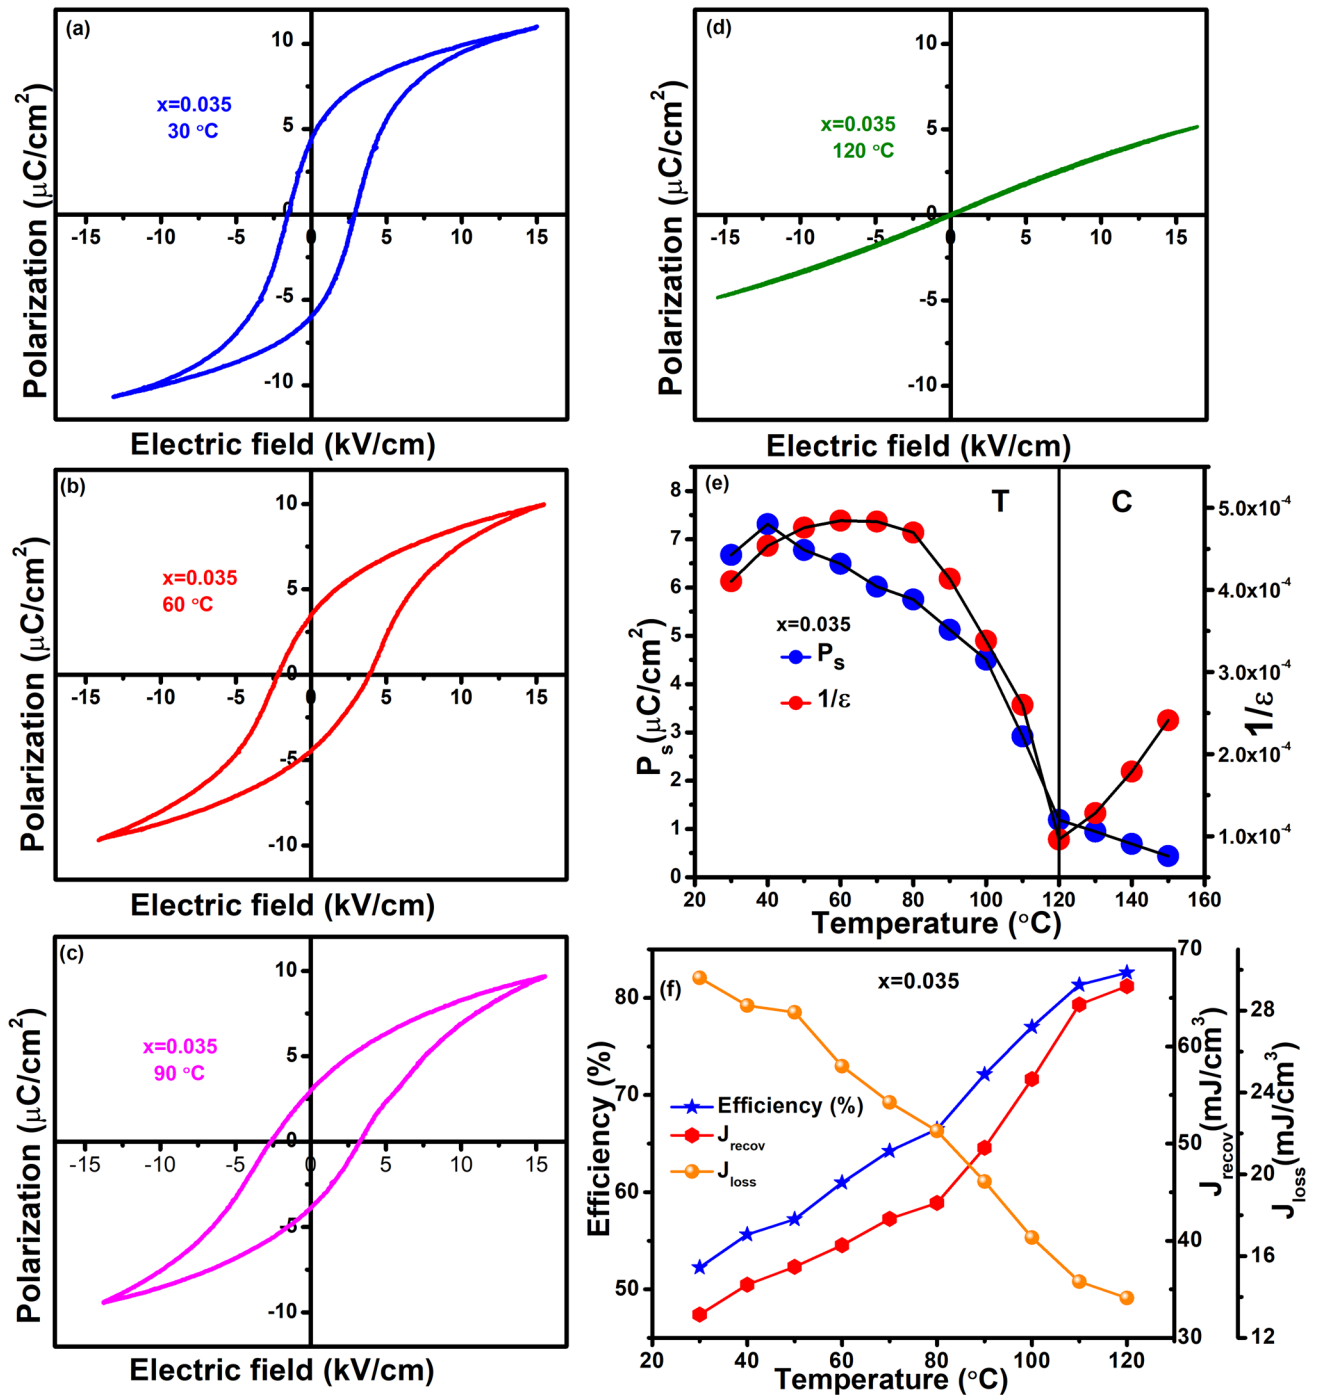 (a)
x=0.035
30 °C
10
5
0
-5
-10
-15 -10 -5 0 5 10 15
Polarization (μC/cm²)
Electric field (kV/cm)
(b)
x=0.035
60 °C
10
5
0
-5
-10
-15 -10 -5 0 5 10 15
Polarization (μC/cm²)
Electric field (kV/cm)
(c)
x=0.035
90 °C
10
5
0
-5
-10
-15 -10 -5 0 5 10 15
Polarization (μC/cm²)
Electric field (kV/cm)
(d)
x=0.035
120 °C
10
5
0
-5
-10
-15 -10 -5 0 5 10 15
Polarization (μC/cm²)
Electric field (kV/cm)
(e)
T C
x=0.035
Ps
1/ε
8
7
6
5
4
3
2
1
0
Ps(μC/cm²)
5.0x10⁻⁴
4.0x10⁻⁴
3.0x10⁻⁴
2.0x10⁻⁴
1.0x10⁻⁴
1/ε
20 40 60 80 100 120 140 160
Temperature (°C)
(f)
x=0.035
Efficiency (%)
Jrecov
Jloss
80
70
60
50
Efficiency (%)
70
60
50
40
30
Jrecov(mJ/cm³)
28
24
20
16
12
Jloss(mJ/cm³)
20 40 60 80 100 120
Temperature (°C)